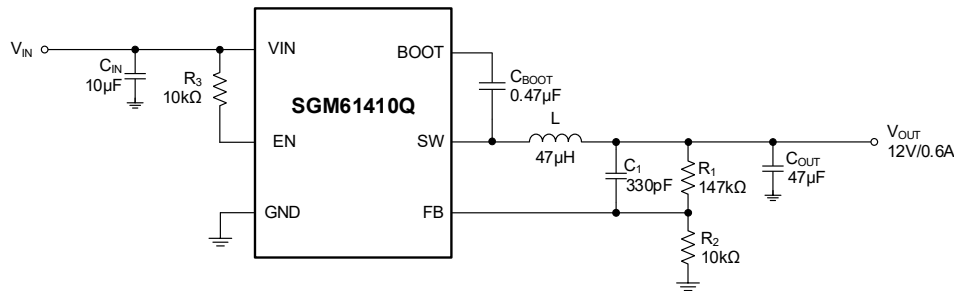 VIN
CIN
10μF
R3
10kΩ
VIN
EN
GND
SGM61410Q
BOOT
SW
FB
CBOOT
0.47μF
L
47μH
C1
330pF
R1
147kΩ
R2
10kΩ
COUT
47μF
VOUT
12V/0.6A